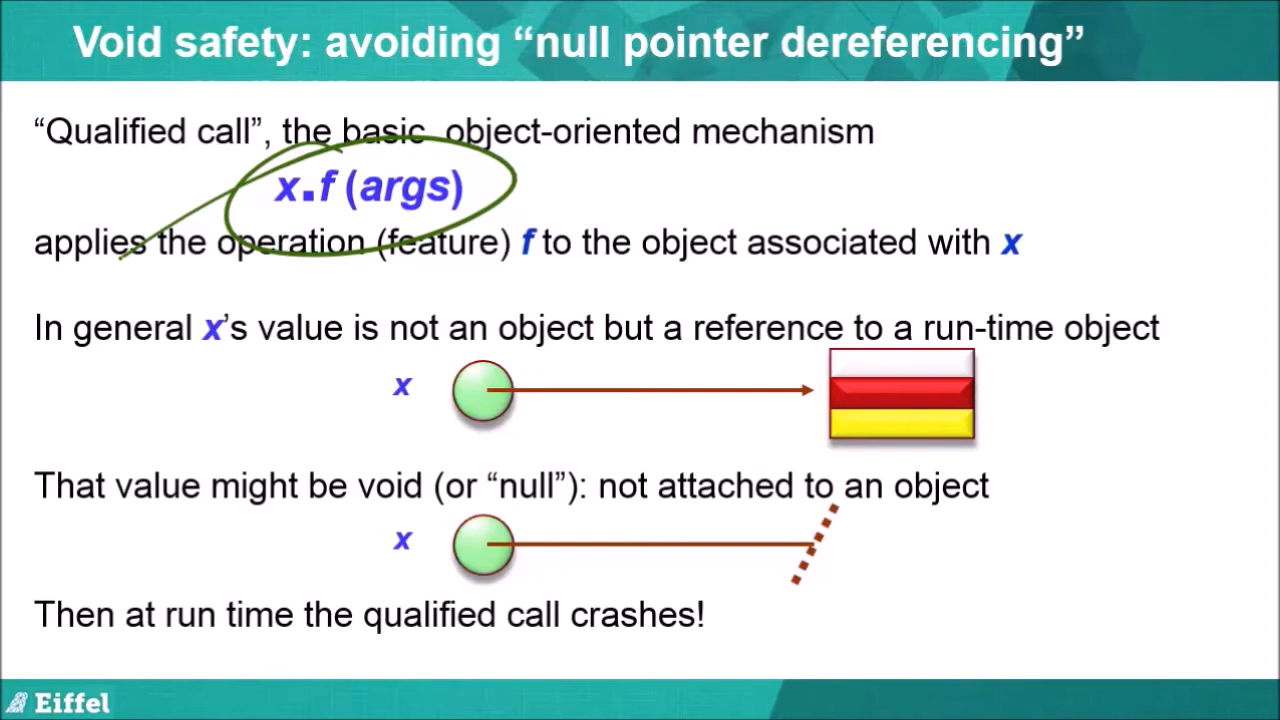 Void safety: avoiding “null pointer dereferencing”
“Qualified call”, the basic object-oriented mechanism
x.f (args)
applies the operation (feature) f to the object associated with x
In general x’s value is not an object but a reference to a run-time object
x
That value might be void (or “null”): not attached to an object
x
Then at run time the qualified call crashes!
Eiffel